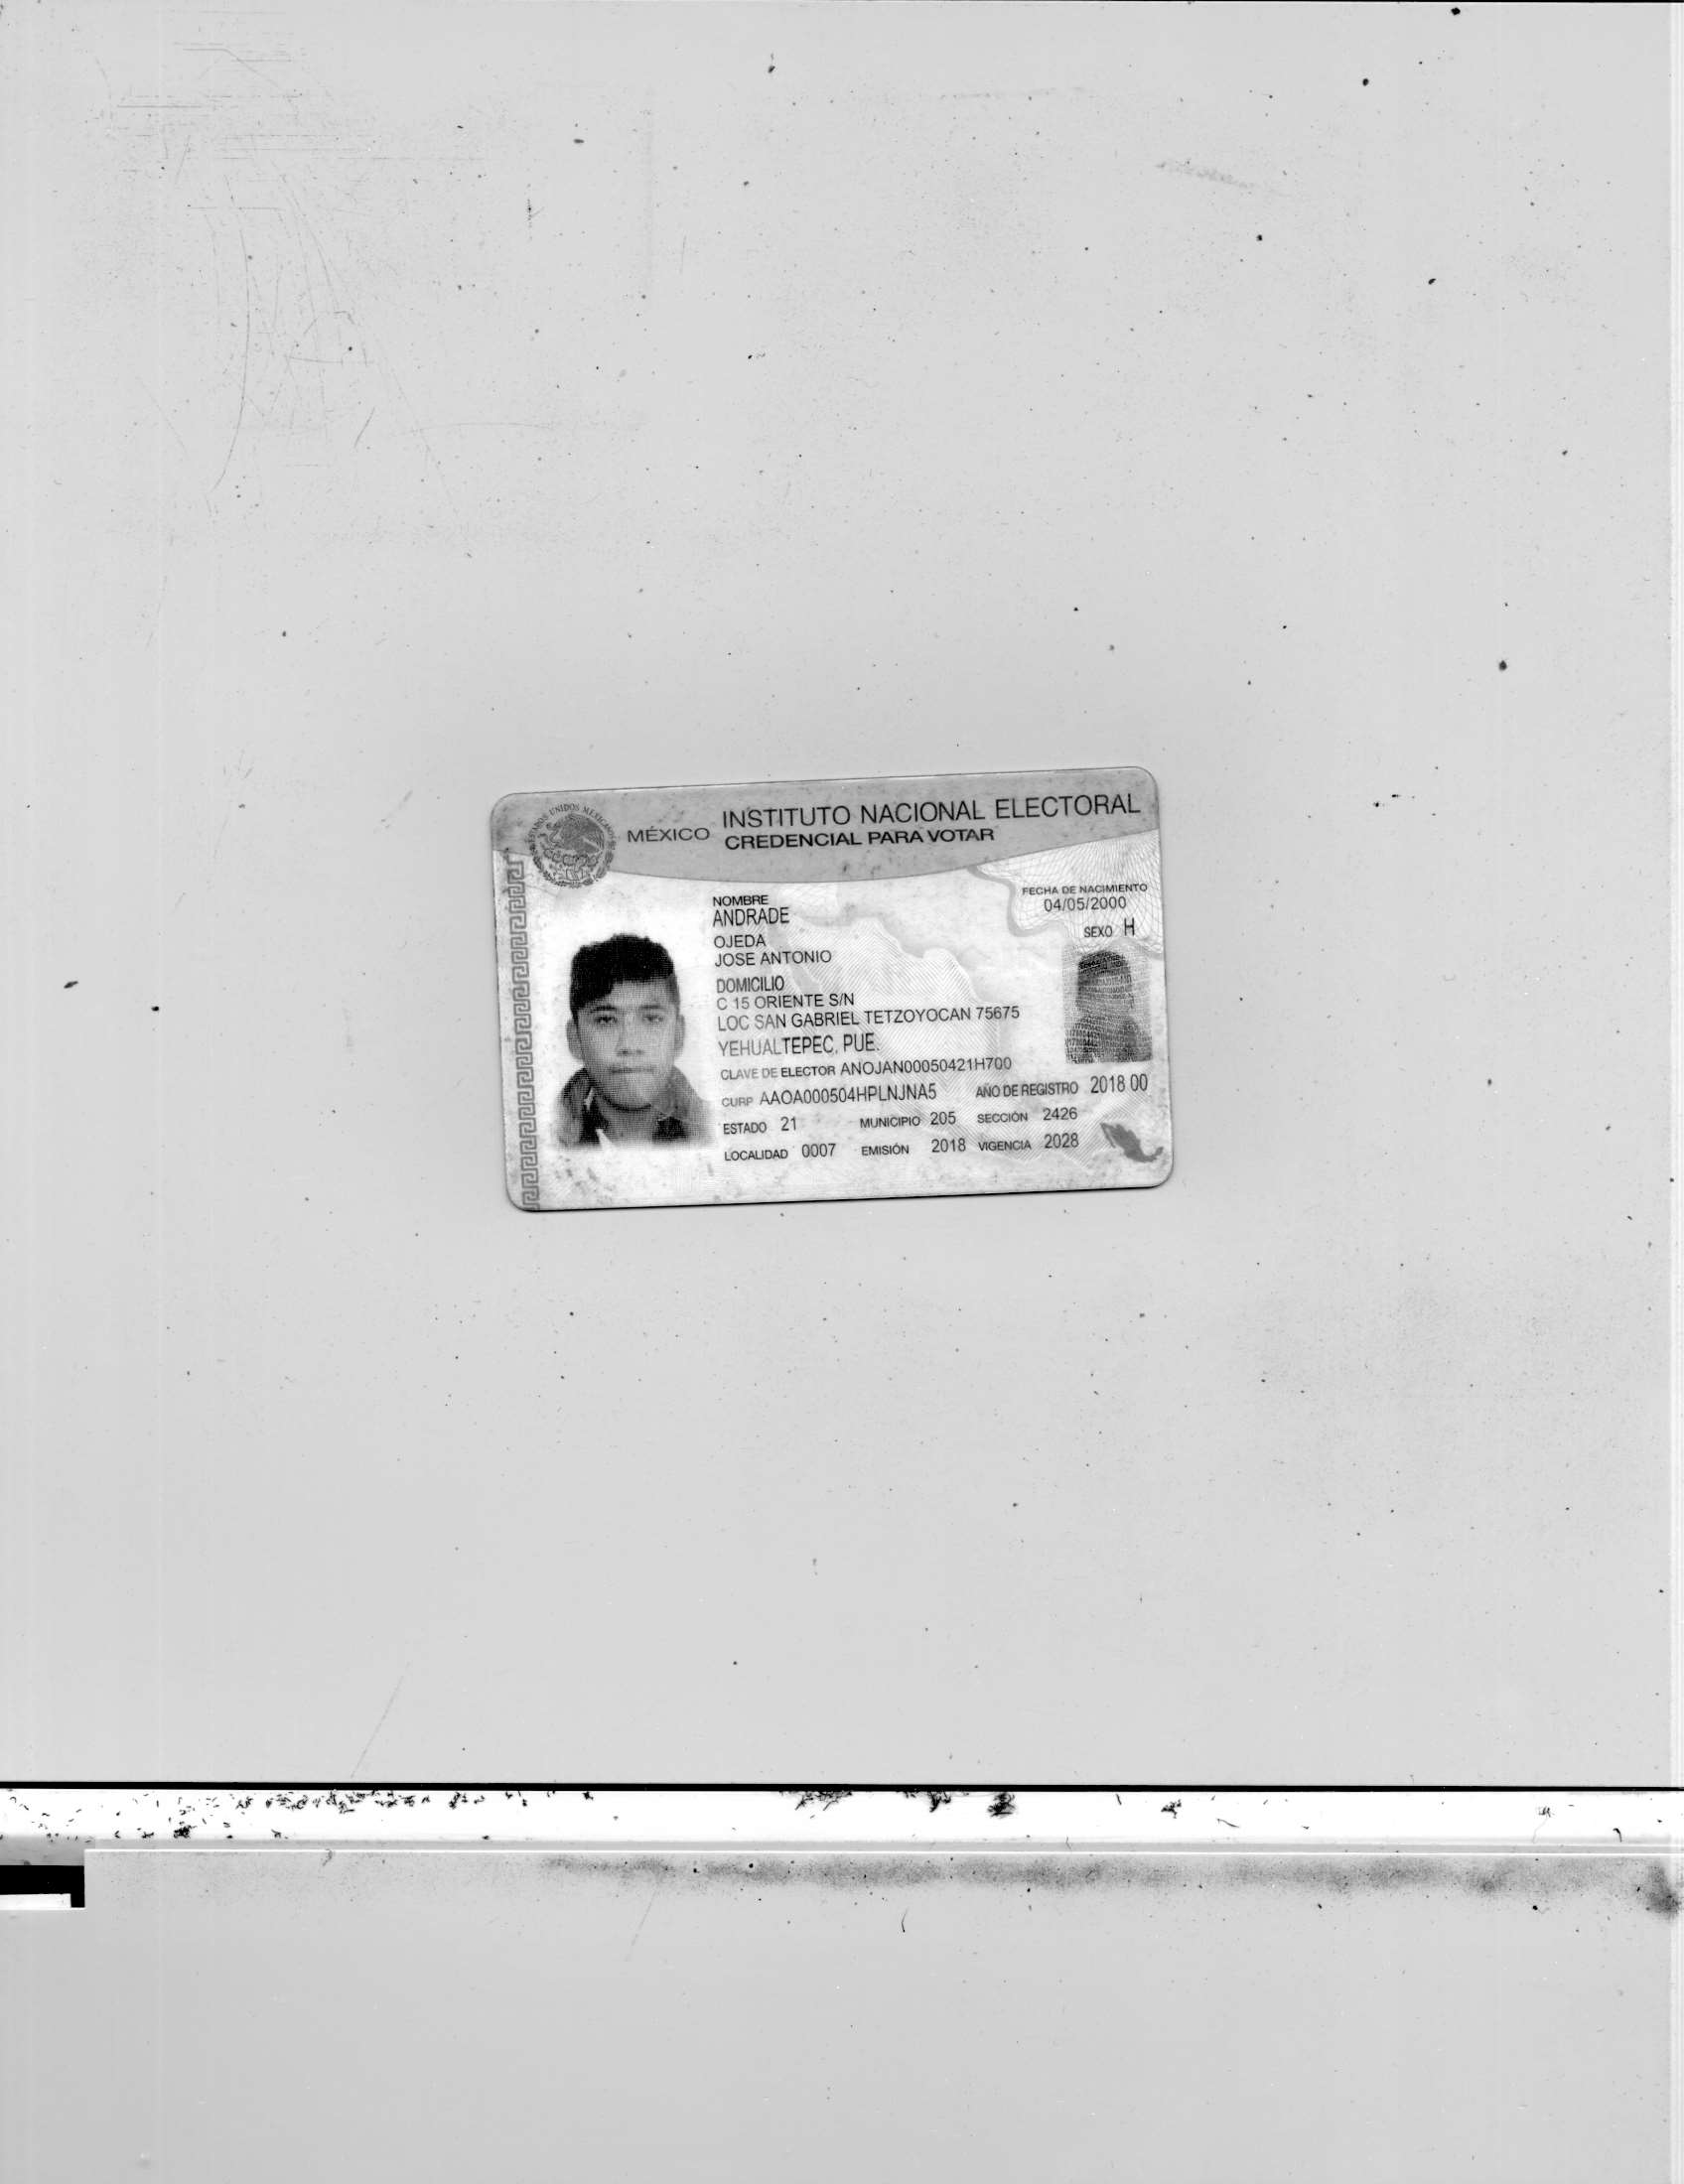 ESTADOS UNIDOS MEXICANOS
MÉXICO INSTITUTO NACIONAL ELECTORAL
CREDENCIAL PARA VOTAR
NOMBRE
ANDRADE
OJEDA
JOSE ANTONIO
FECHA DE NACIMIENTO
04/05/2000
SEXO H
DOMICILIO
C 15 ORIENTE S/N
LOC SAN GABRIEL TETZOYOCAN 75675
YEHUALTEPEC, PUE.
CLAVE DE ELECTOR ANOJAN00050421H700
CURP AAOA000504HPLNJNA5 AÑO DE REGISTRO 2018 00
ESTADO 21 MUNICIPIO 205 SECCIÓN 2426
LOCALIDAD 0007 EMISIÓN 2018 VIGENCIA 2028